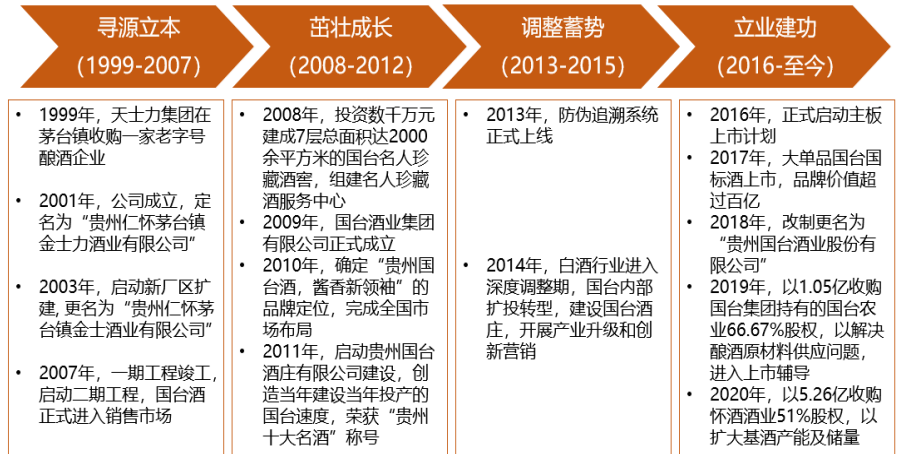 寻源立本
（1999-2007）
1999年，天士力集团在
茅台镇收购一家老字号
酿酒企业
2001年，公司成立，定
名为“贵州仁怀茅台镇
金士力酒业有限公司”
2003年，启动新厂区扩
建, 更名为“贵州仁怀茅
台镇金士酒业有限公司”
2007年，一期工程竣工，
启动二期工程，国台酒
正式进入销售市场
茁壮成长
（2008-2012）
2008年，投资数千万元
建成7层总面积达2000
余平方米的国台名人珍
藏酒窖，组建名人珍藏
酒服务中心
2009年，国台酒业集团
有限公司正式成立
2010年，确定“贵州国
台酒，酱香新领袖”的
品牌定位，完成全国市
场布局
2011年，启动贵州国台
酒庄有限公司建设，创
造当年建设当年投产的
国台速度，荣获“贵州
十大名酒”称号
调整蓄势
（2013-2015）
2013年，防伪追溯系统
正式上线
2014年，白酒行业进入
深度调整期，国台内部
扩投转型，建设国台酒
庄，开展产业升级和创
新营销
立业建功
（2016-至今）
2016年，正式启动主板
上市计划
2017年，大单品国台国
标酒上市，品牌价值超
过百亿
2018年，改制更名为
“贵州国台酒业股份有
限公司”
2019年，以1.05亿收购
国台集团持有的国台农
业66.67%股权，以解决
酿酒原材料供应问题，
进入上市辅导
2020年，以5.26亿收购
怀酒酒业51%股权，以
扩大基酒产能及储量